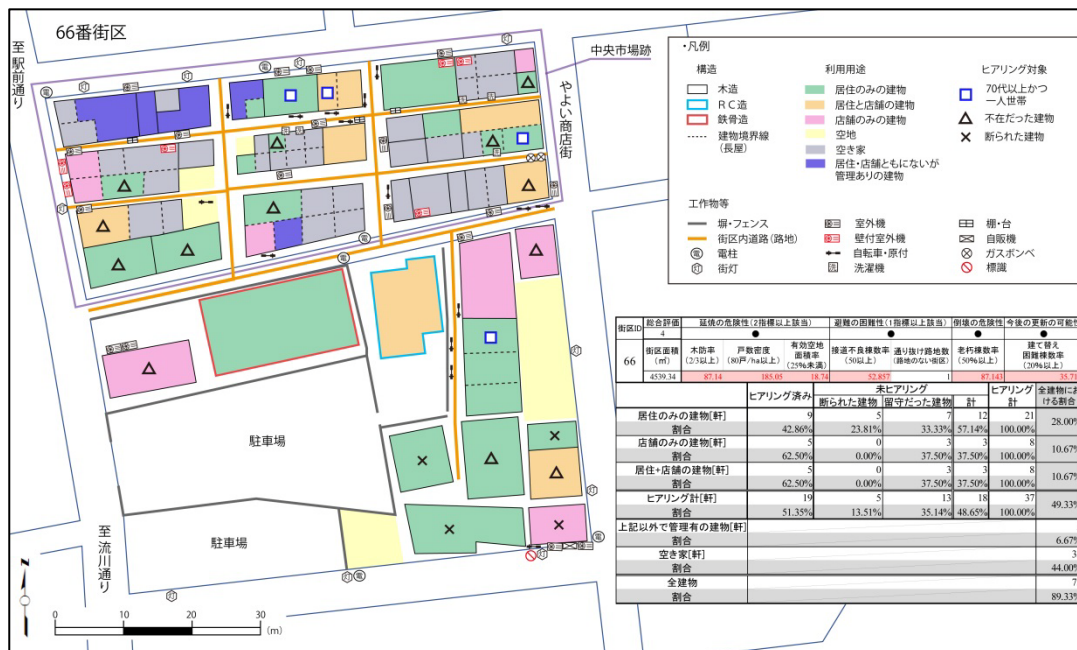 66番街区
至駅前通り
中央市場跡
やよい商店街
・凡例
構造
木造
RC造
鉄骨造
建物境界線
(長屋)
利用用途
居住のみの建物
居住と店舗の建物
店舗のみの建物
空地
空き家
居住・店舗ともにないが
管理ありの建物
ヒアリング対象
70代以上かつ
一人世帯
不在だった建物
断られた建物
工作物等
塀・フェンス
街区内道路(路地)
電 電柱
灯 街灯
室外機
壁付室外機
自転車・原付
洗 洗濯機
棚・台
自販機
ガスボンベ
標識
駐車場
駐車場
至流川通り
N
0 10 20 30 (m)
街区ID 総合評価 延焼の危険性(2指標以上該当) 避難の困難性(1指標以上該当) 倒壊の危険性 今後の更新の可能性
4 ● ● ● ●
66 街区面積(㎡) 木防率(2/3以上) 戸数密度(80戸/ha以上) 有効空地面積率(25%未満) 接道不良棟数率(50以上) 通り抜け路地数(路地のない街区) 老朽棟数率(50%以上) 建て替え困難棟数率(20%以上)
4539.34 87.14 185.05 18.74 52.857 1 87.143 35.71
ヒアリング済み 未ヒアリング ヒアリング計 全建物における割合
断られた建物 留守だった建物 計
居住のみの建物[軒] 9 5 7 12 21 28.00%
割合 42.86% 23.81% 33.33% 57.14% 100.00%
店舗のみの建物[軒] 5 0 3 3 8 10.67%
割合 62.50% 0.00% 37.50% 37.50% 100.00%
居住+店舗の建物[軒] 5 0 3 3 8 10.67%
割合 62.50% 0.00% 37.50% 37.50% 100.00%
ヒアリング計[軒] 19 5 13 18 37 49.33%
割合 51.35% 13.51% 35.14% 48.65% 100.00%
上記以外で管理有の建物[軒]
割合 6.67%
空き家[軒] 3
割合 44.00%
全建物 7
割合 89.33%